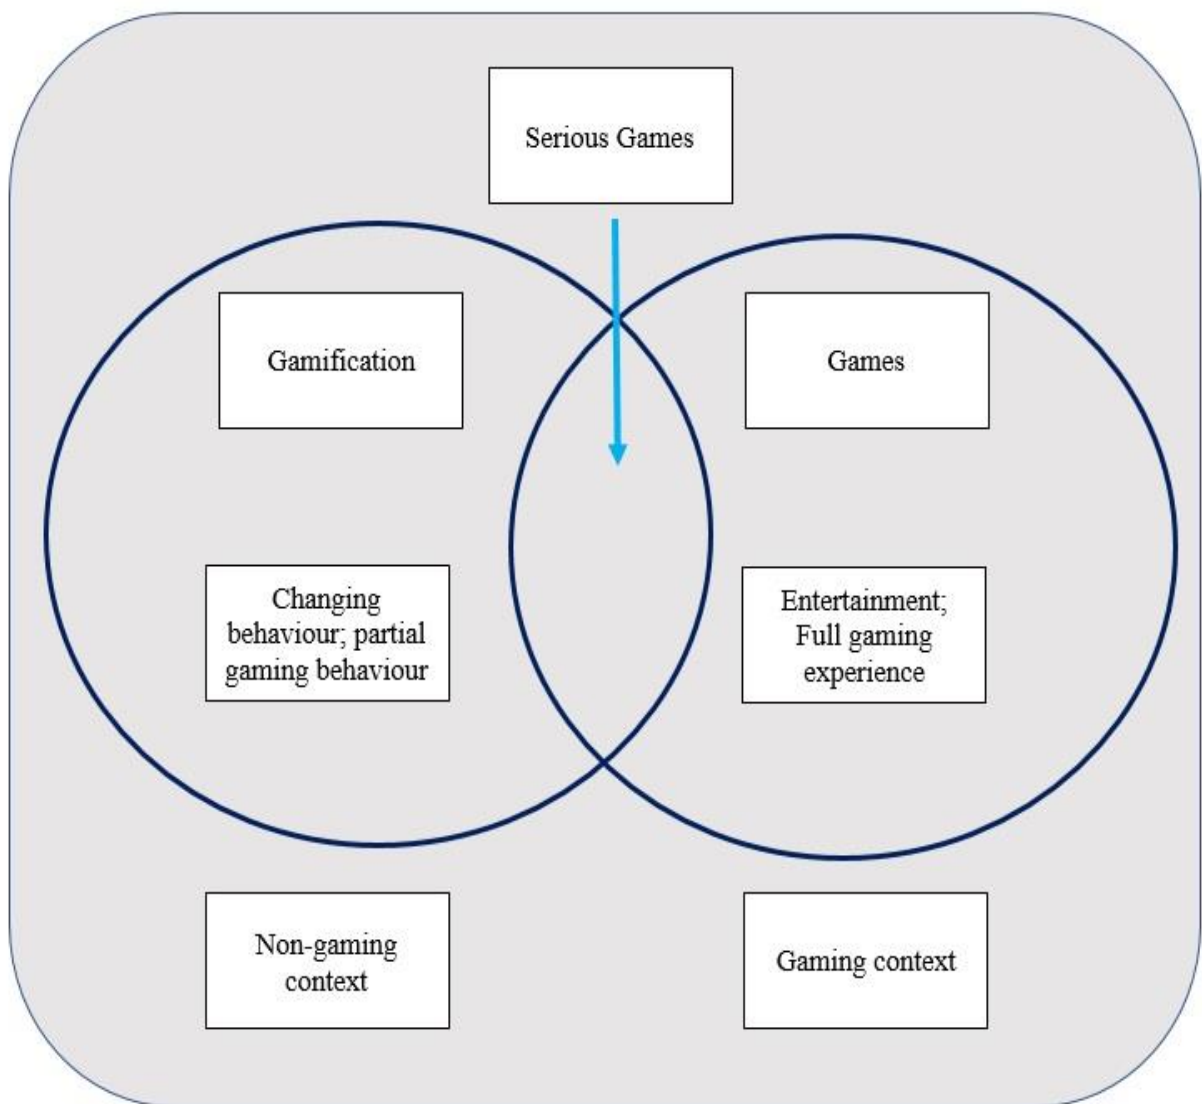 Serious Games
Gamification
Games
Changing
behaviour; partial
gaming behaviour
Entertainment;
Full gaming
experience
Non-gaming
context
Gaming context